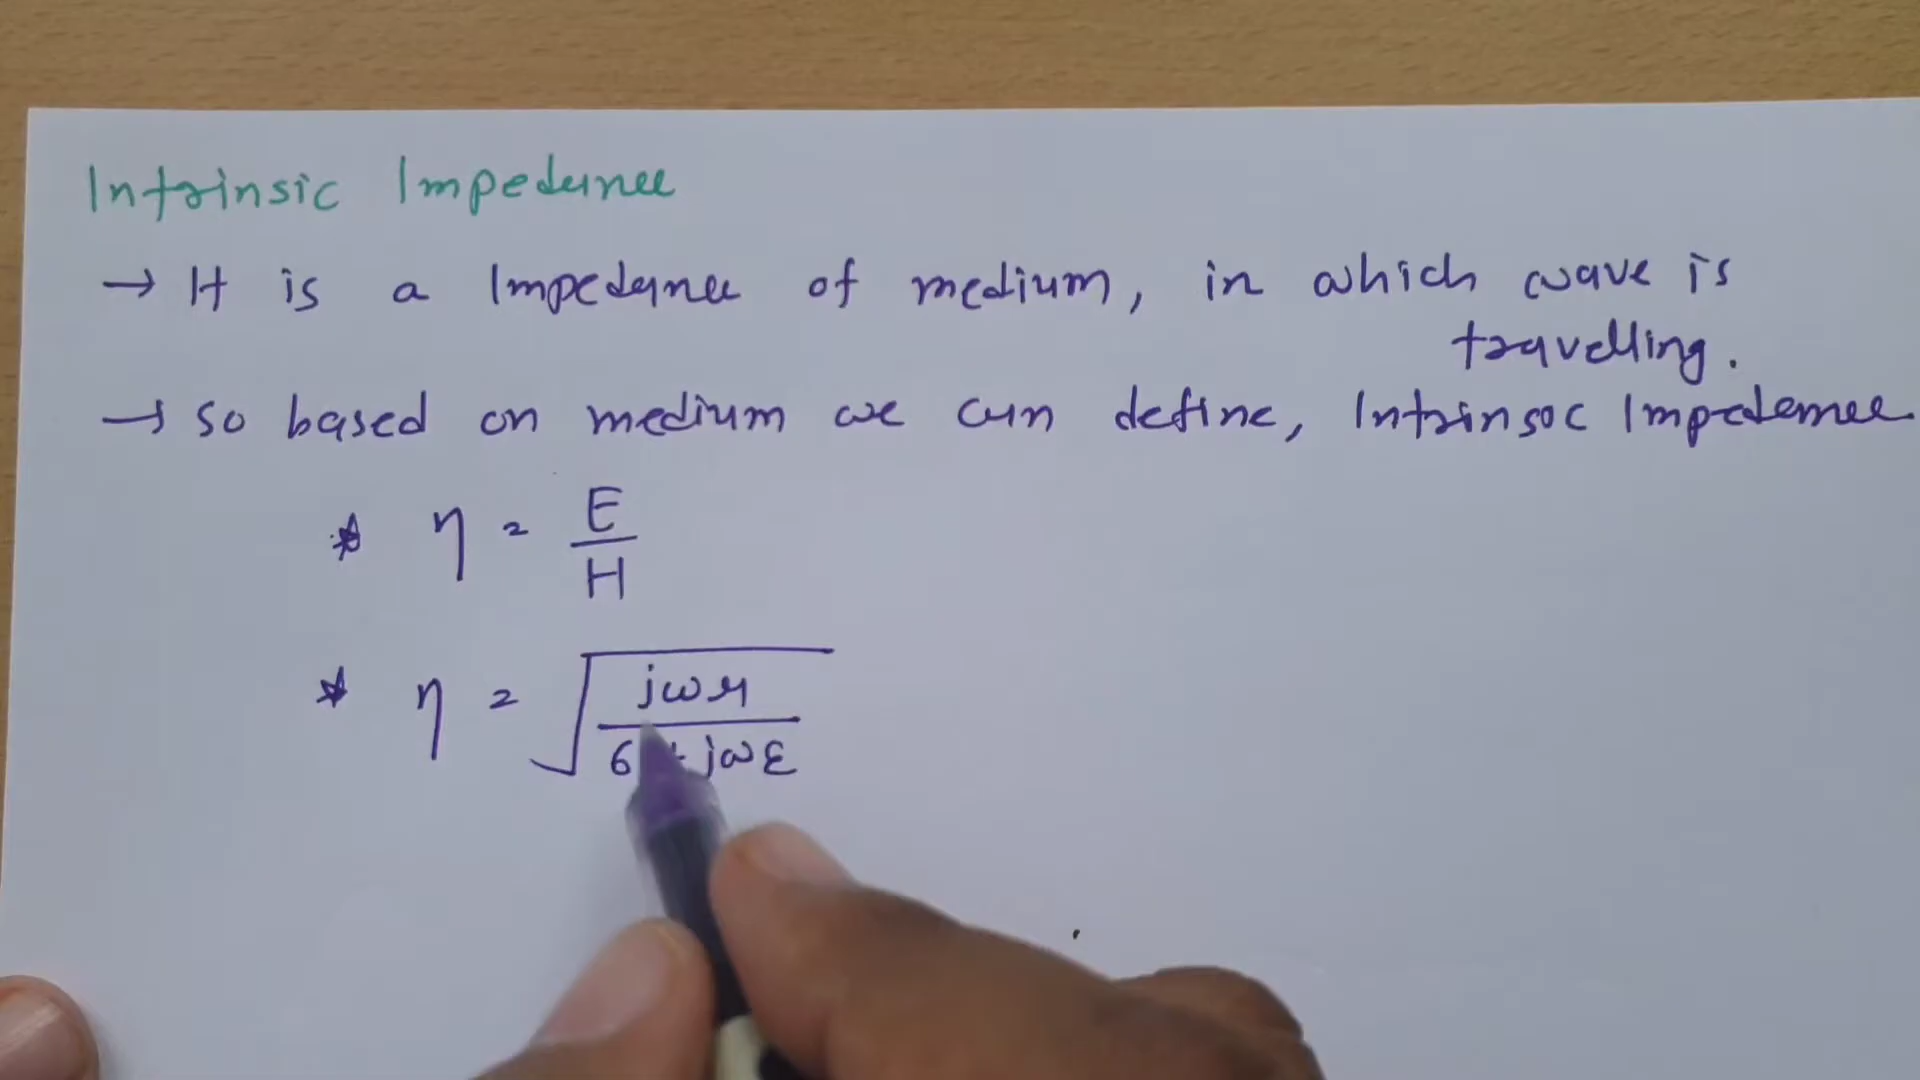 Intrinsic Impedance
→ It is a Impedance of medium, in which wave is
travelling.
→ so based on medium we can define, Intrinsoc Impedance
* η = E/H
* η = √(jωμ/(σ + jωε))